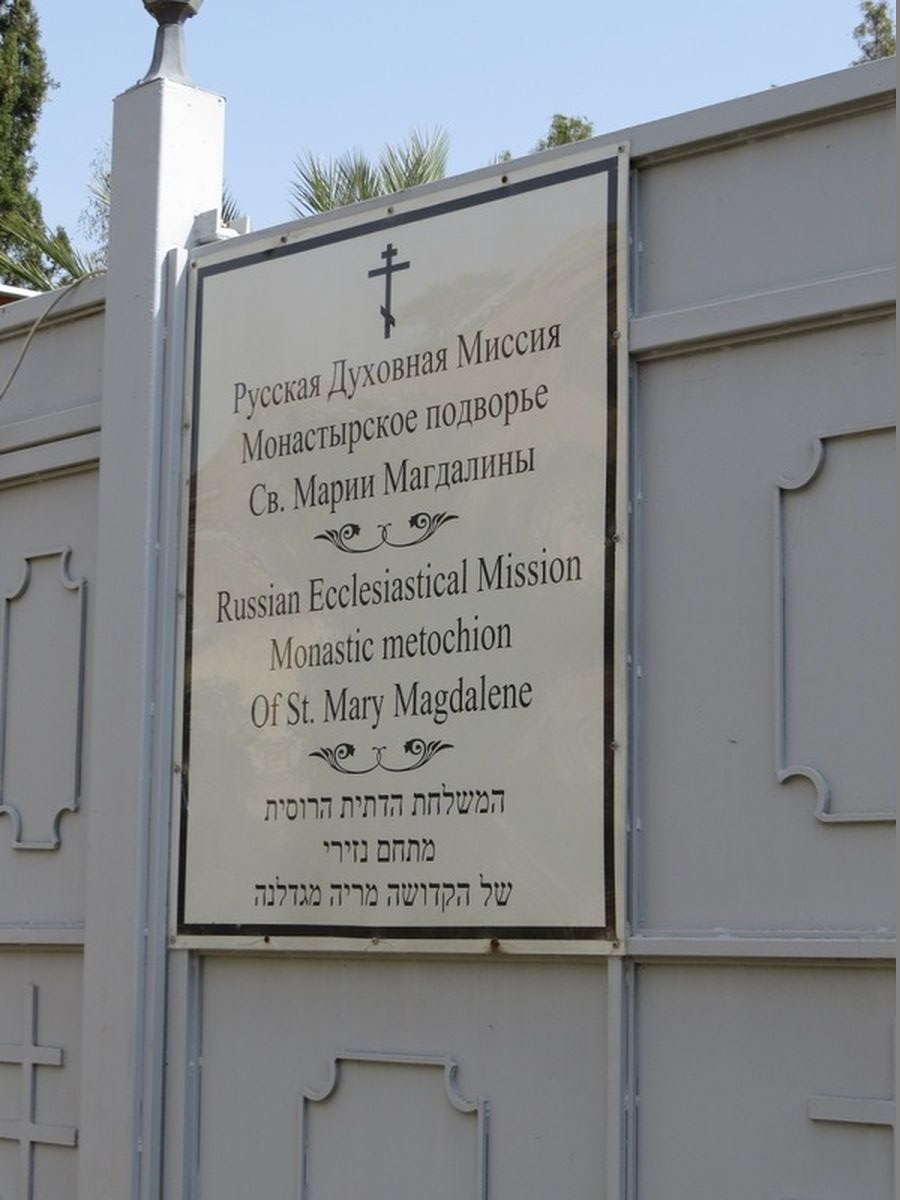 Русская Духовная Миссия
Монастырское подворье
Св. Марии Магдалины
Russian Ecclesiastical Mission
Monastic metochion
Of St. Mary Magdalene
המשלחת הדתית הרוסית
מתחם נזירי
של הקדושה מריה מגדלנה